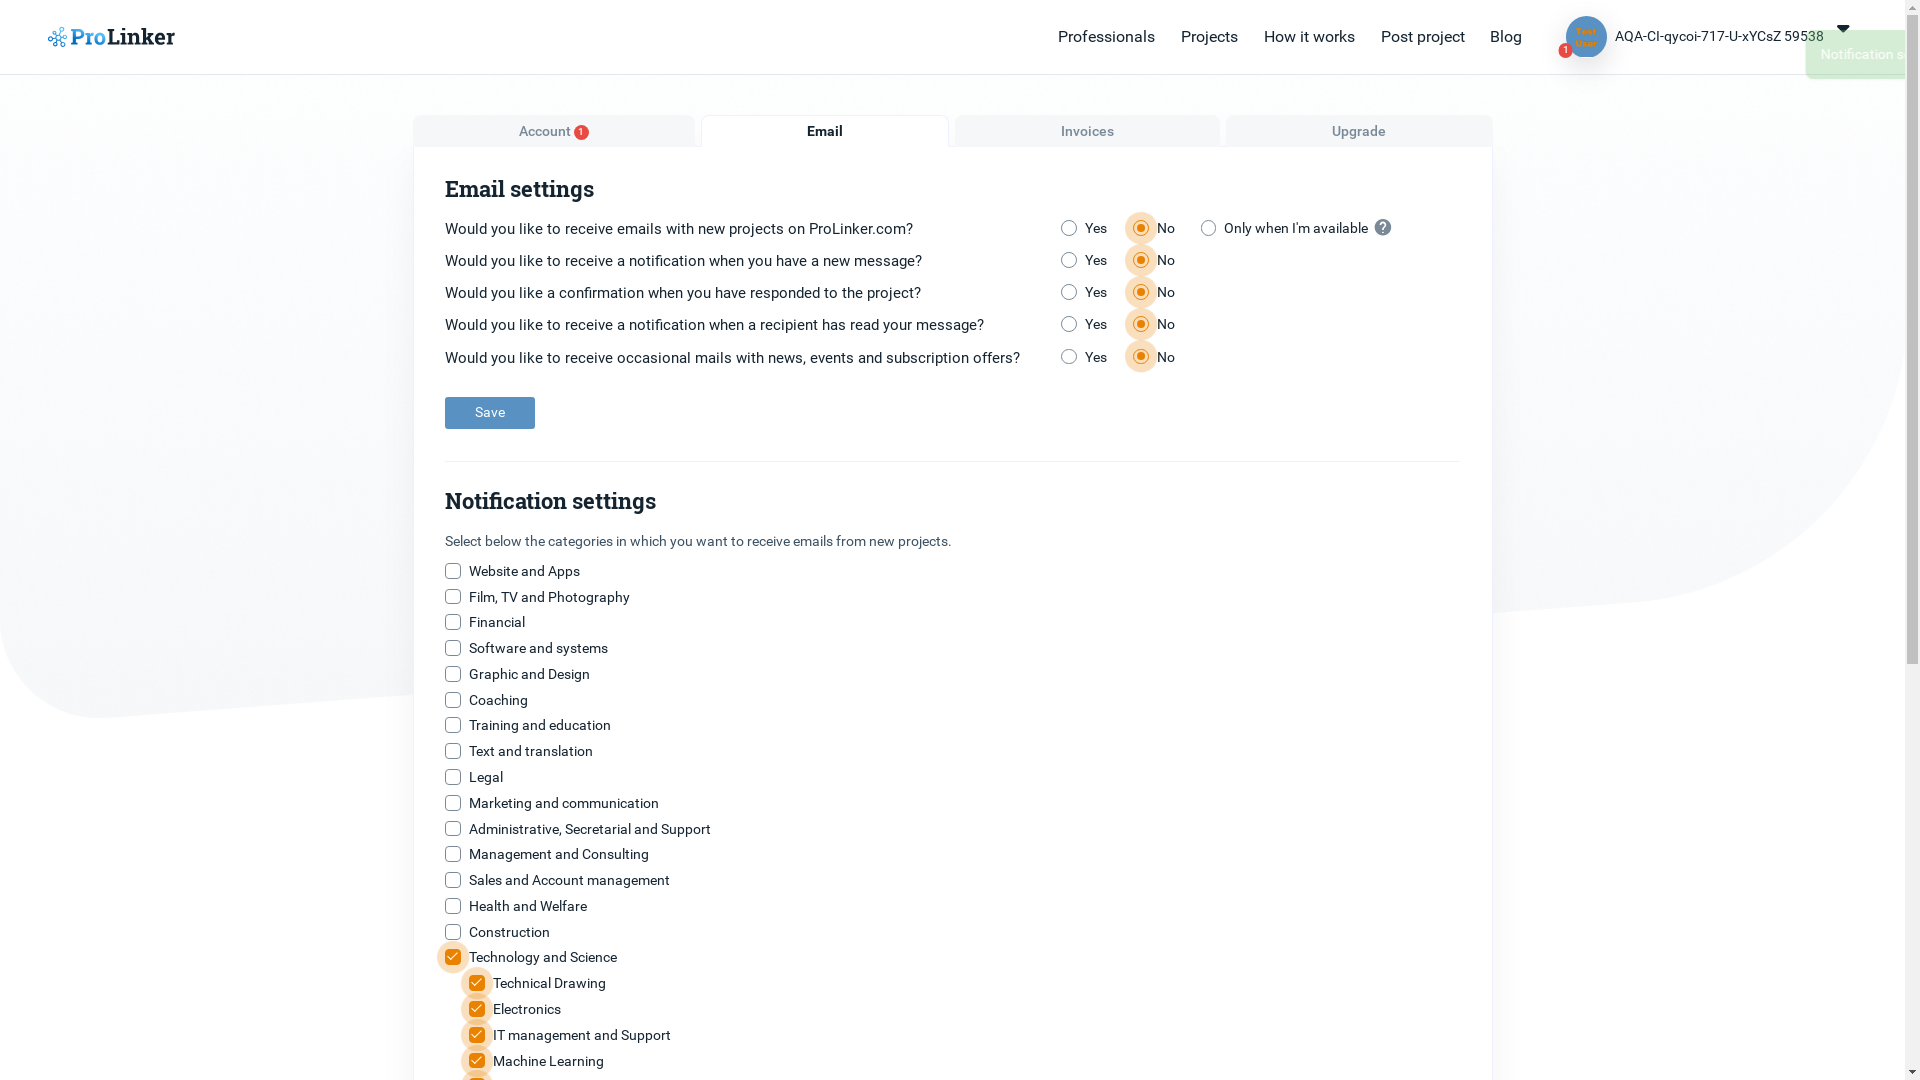 ProLinker
Professionals
Projects
How it works
Post project
Blog
1
AQA-CI-qycoi-717-U-xYCsZ 59538
Notification
Account 1
Email
Invoices
Upgrade
Email settings
Would you like to receive emails with new projects on ProLinker.com? Yes No Only when I'm available ?
Would you like to receive a notification when you have a new message? Yes No
Would you like a confirmation when you have responded to the project? Yes No
Would you like to receive a notification when a recipient has read your message? Yes No
Would you like to receive occasional mails with news, events and subscription offers? Yes No
Save
Notification settings
Select below the categories in which you want to receive emails from new projects.
Website and Apps
Film, TV and Photography
Financial
Software and systems
Graphic and Design
Coaching
Training and education
Text and translation
Legal
Marketing and communication
Administrative, Secretarial and Support
Management and Consulting
Sales and Account management
Health and Welfare
Construction
Technology and Science
Technical Drawing
Electronics
IT management and Support
Machine Learning